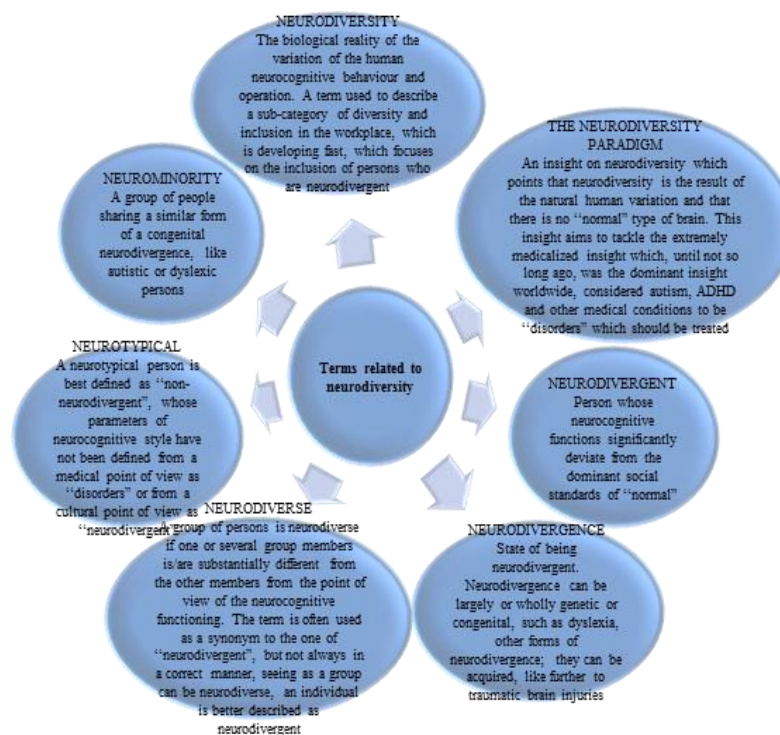 NEURODIVERSITY
The biological reality of the
variation of the human
neurocognitive behaviour and
operation. A term used to describe
a sub-category of diversity and
inclusion in the workplace, which
is developing fast, which focuses
on the inclusion of persons who
are neurodivergent
THE NEURODIVERSITY
PARADIGM
An insight on neurodiversity which
points that neurodiversity is the result of
the natural human variation and that
there is no “normal” type of brain. This
insight aims to tackle the extremely
medicalized insight which, until not so
long ago, was the dominant insight
worldwide, considered autism, ADHD
and other medical conditions to be
“disorders” which should be treated
NEURODIVERGENT
Person whose
neurocognitive
functions significantly
deviate from the
dominant social
standards of “normal”
NEURODIVERGENCE
State of being
neurodivergent.
Neurodivergence can be
largely or wholly genetic or
congenital, such as dyslexia,
other forms of
neurodivergence; they can be
acquired, like further to
traumatic brain injuries
NEURODIVERSE
A group of persons is neurodiverse
if one or several group members
is/are substantially different from
the other members from the point of
view of the neurocognitive
functioning. The term is often used
as a synonym to the one of
“neurodivergent”, but not always in
a correct manner, seeing as a group
can be neurodiverse, an individual
is better described as
neurodivergent
NEUROTYPICAL
A neurotypical person is
best defined as “non-
neurodivergent”, whose
parameters of
neurocognitive style have
not been defined from a
medical point of view as
“disorders” or from a
cultural point of view as
“neurodivergent
NEUROMINORITY
A group of people
sharing a similar form
of a congenital
neurodivergence, like
autistic or dyslexic
persons
Terms related to
neurodiversity